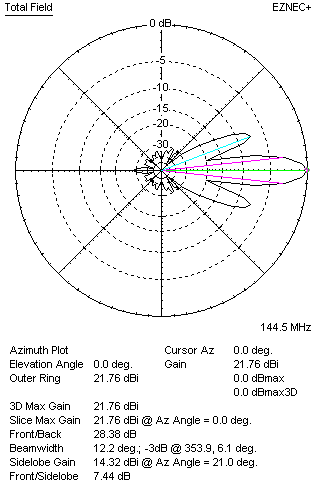 Total Field EZNEC+
0 dB
-5
-10
-15
-20
-30
144.5 MHz
Azimuth Plot Cursor Az 0.0 deg.
Elevation Angle 0.0 deg. Gain 21.76 dBi
Outer Ring 21.76 dBi 0.0 dBmax
0.0 dBmax3D
3D Max Gain 21.76 dBi
Slice Max Gain 21.76 dBi @ Az Angle = 0.0 deg.
Front/Back 28.38 dB
Beamwidth 12.2 deg.; -3dB @ 353.9, 6.1 deg.
Sidelobe Gain 14.32 dBi @ Az Angle = 21.0 deg.
Front/Sidelobe 7.44 dB